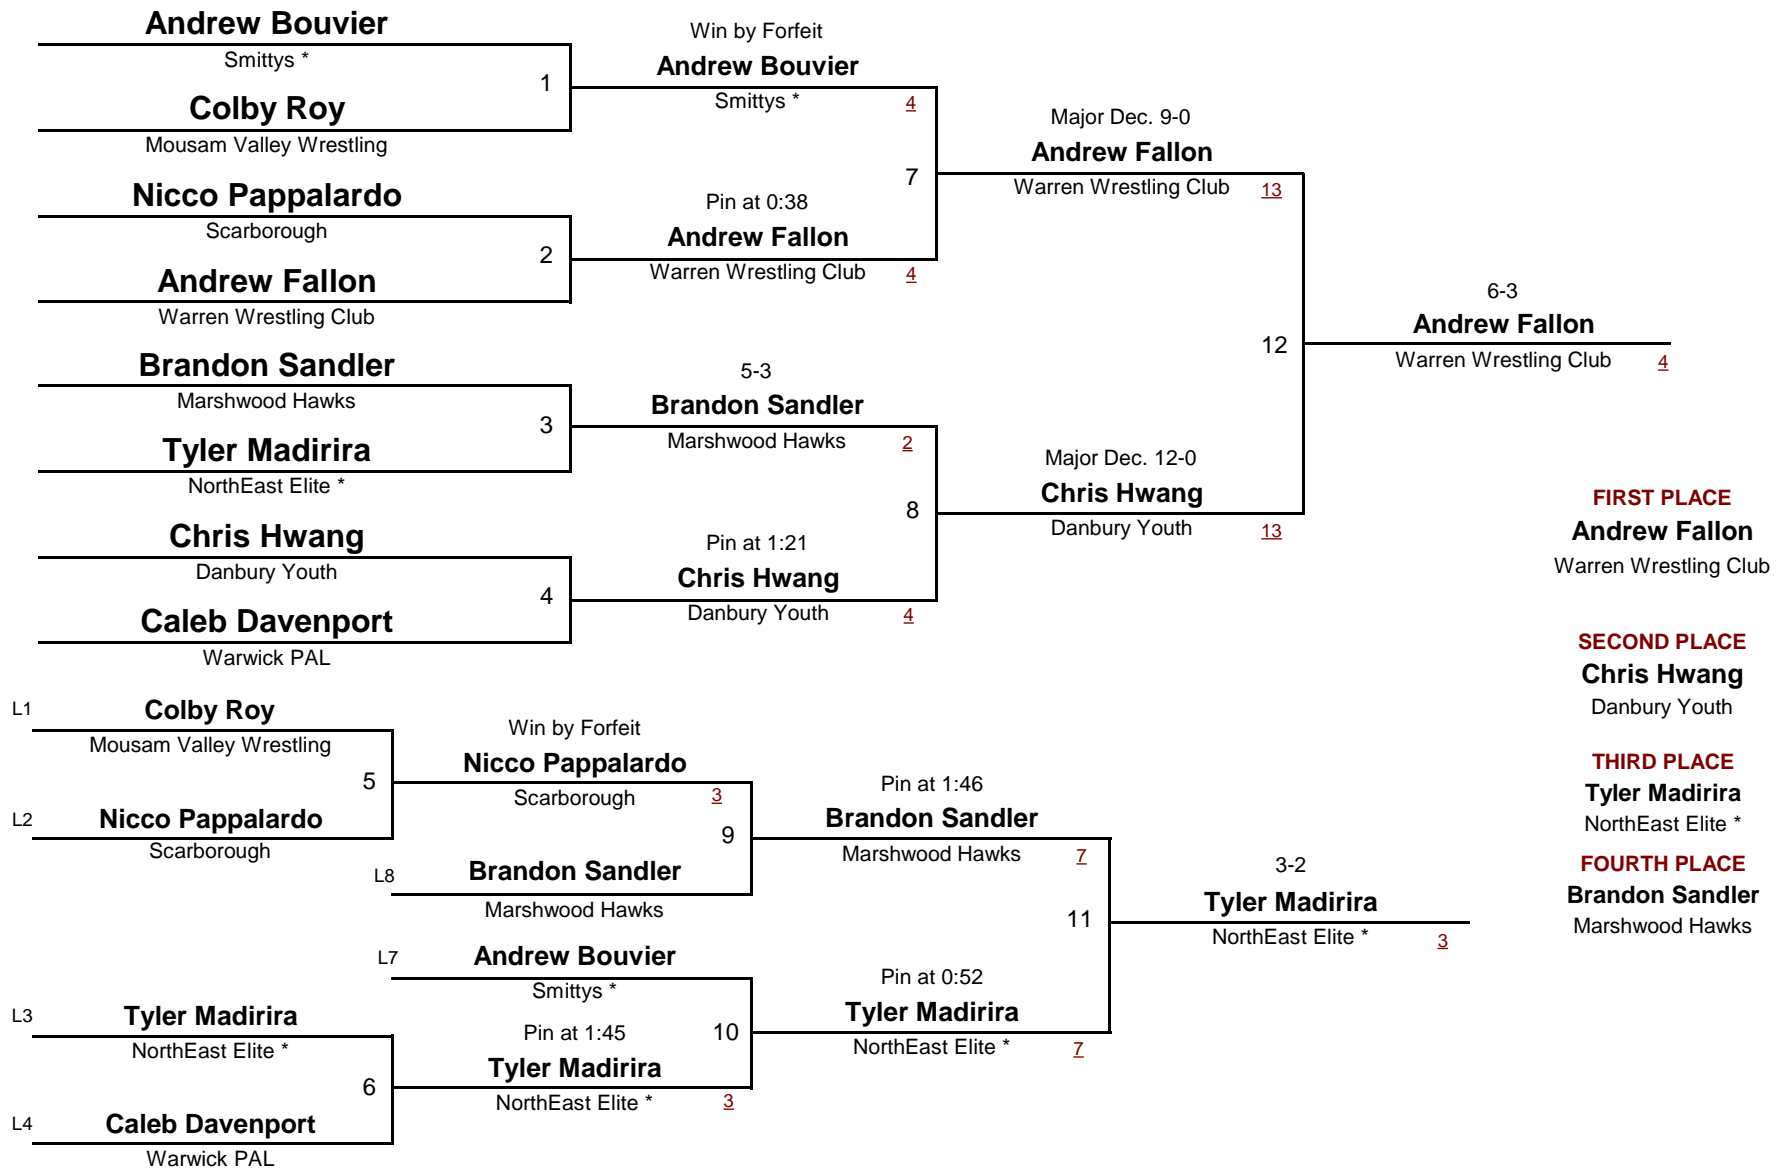 Andrew Bouvier
Smittys *
1
Colby Roy
Mousam Valley Wrestling
Nicco Pappalardo
Scarborough
2
Andrew Fallon
Warren Wrestling Club
Brandon Sandler
Marshwood Hawks
3
Tyler Madirira
NorthEast Elite *
Chris Hwang
Danbury Youth
4
Caleb Davenport
Warwick PAL
Win by Forfeit
Andrew Bouvier
Smittys *
4
7
Pin at 0:38
Andrew Fallon
Warren Wrestling Club
4
5-3
Brandon Sandler
Marshwood Hawks
2
8
Pin at 1:21
Chris Hwang
Danbury Youth
4
Major Dec. 9-0
Andrew Fallon
Warren Wrestling Club
13
12
Major Dec. 12-0
Chris Hwang
Danbury Youth
13
6-3
Andrew Fallon
Warren Wrestling Club
4
FIRST PLACE
Andrew Fallon
Warren Wrestling Club
SECOND PLACE
Chris Hwang
Danbury Youth
THIRD PLACE
Tyler Madirira
NorthEast Elite *
FOURTH PLACE
Brandon Sandler
Marshwood Hawks
L1
Colby Roy
Mousam Valley Wrestling
5
L2
Nicco Pappalardo
Scarborough
Win by Forfeit
Nicco Pappalardo
Scarborough
3
9
L8
Brandon Sandler
Marshwood Hawks
L7
Andrew Bouvier
Smittys *
L3
Tyler Madirira
NorthEast Elite *
6
L4
Caleb Davenport
Warwick PAL
Pin at 1:45
10
Tyler Madirira
NorthEast Elite *
3
Pin at 1:46
Brandon Sandler
Marshwood Hawks
7
11
Pin at 0:52
Tyler Madirira
NorthEast Elite *
7
3-2
Tyler Madirira
NorthEast Elite *
3